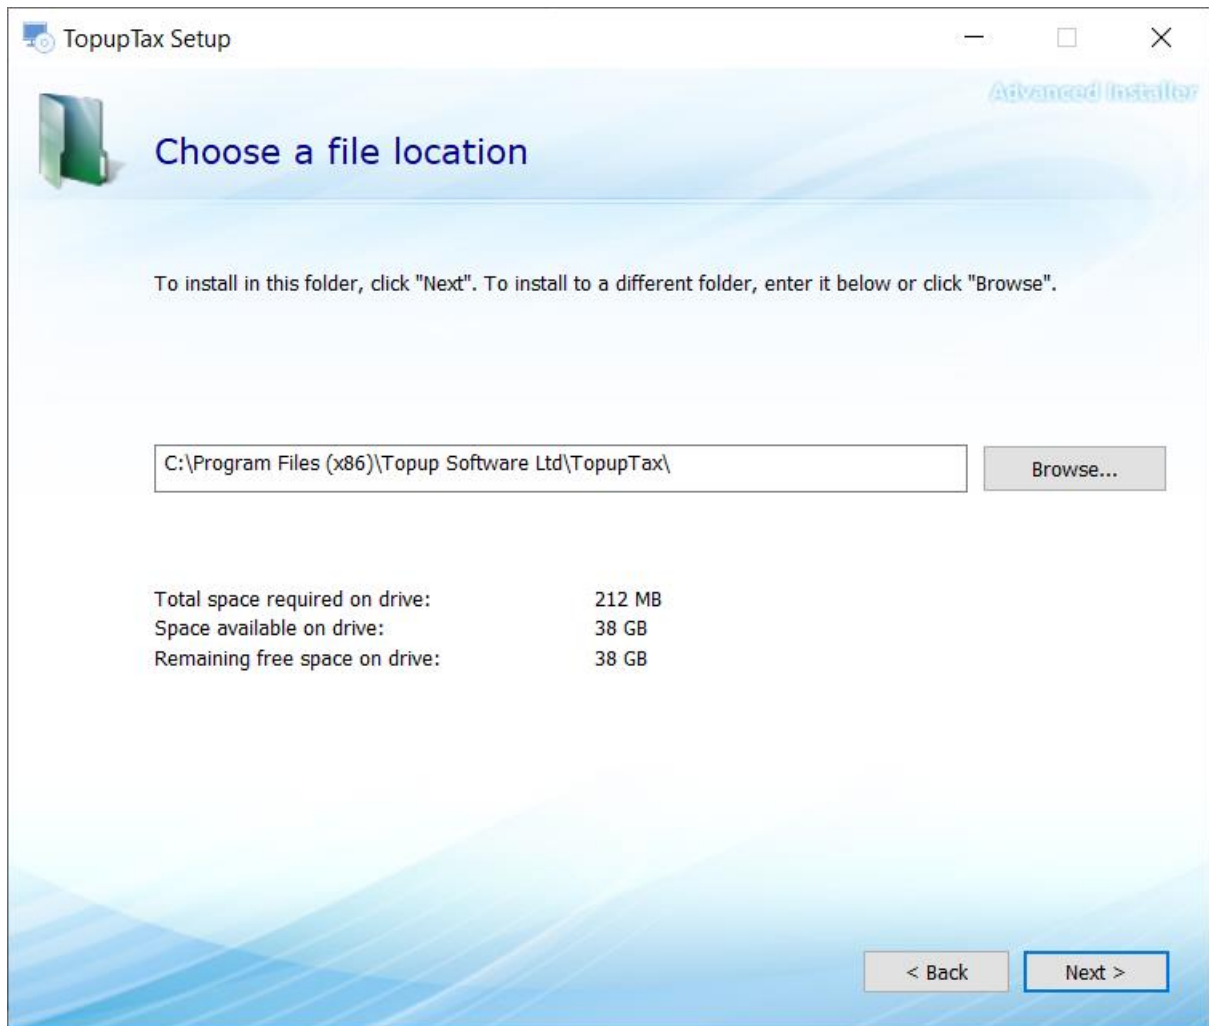 TopupTax Setup
Advanced Installer
Choose a file location
To install in this folder, click "Next". To install to a different folder, enter it below or click "Browse".
C:\Program Files (x86)\Topup Software Ltd\TopupTax\
Browse...
Total space required on drive: 212 MB
Space available on drive: 38 GB
Remaining free space on drive: 38 GB
< Back
Next >